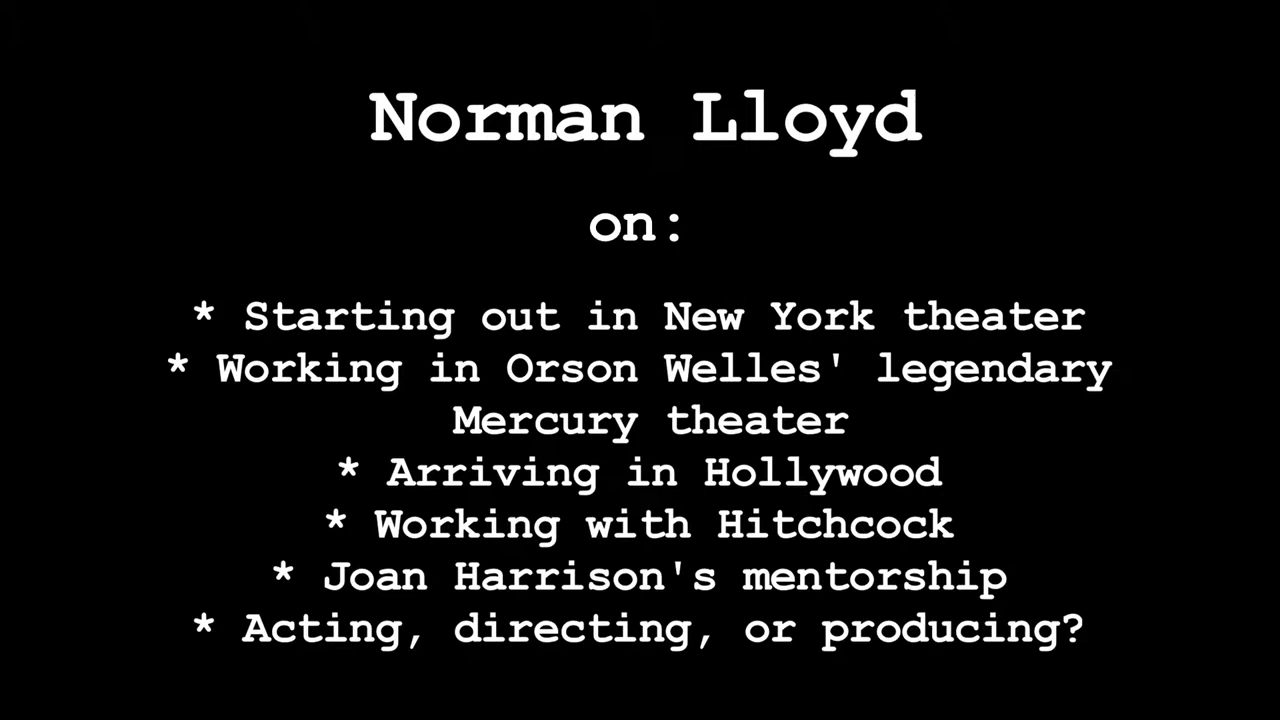 Norman Lloyd
on:
* Starting out in New York theater
* Working in Orson Welles' legendary
Mercury theater
* Arriving in Hollywood
* Working with Hitchcock
* Joan Harrison's mentorship
* Acting, directing, or producing?